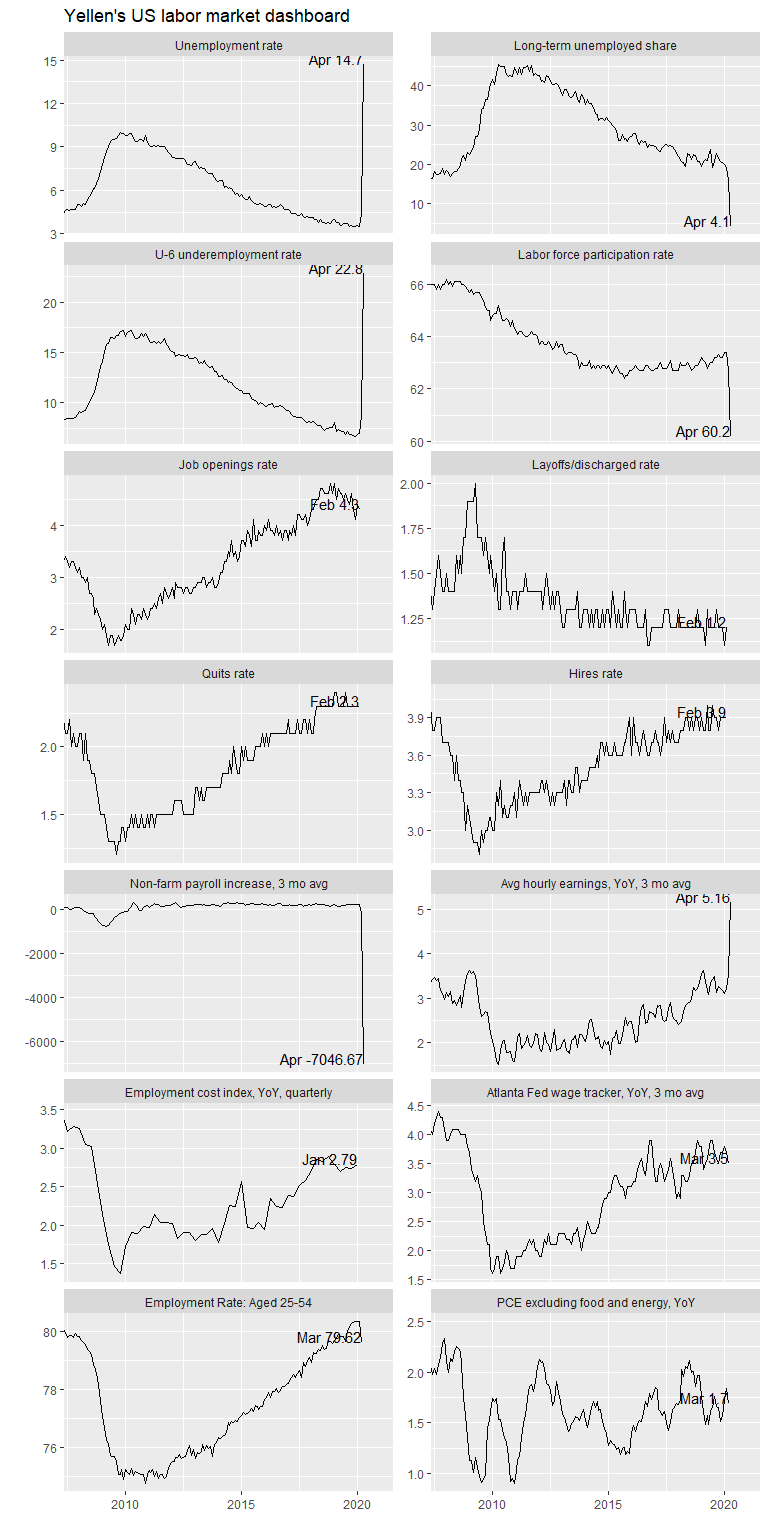 Yellen's US labor market dashboard
Unemployment rate
Long-term unemployed share
15
12
9
6
3
Apr 14.7
40
30
20
10
Apr 4.1
U-6 underemployment rate
Labor force participation rate
20
15
10
Apr 22.8
66
64
62
60
Apr 60.2
Job openings rate
Layoffs/discharged rate
4
3
2
Feb 4.3
2.00
1.75
1.50
1.25
Feb 1.2
Quits rate
Hires rate
2.0
1.5
Feb 2.3
3.9
3.6
3.3
3.0
Feb 3.9
Non-farm payroll increase, 3 mo avg
Avg hourly earnings, YoY, 3 mo avg
0
-2000
-4000
-6000
Apr -7046.67
5
4
3
2
Apr 5.16
Employment cost index, YoY, quarterly
Atlanta Fed wage tracker, YoY, 3 mo avg
3.5
3.0
2.5
2.0
1.5
Jan 2.79
4.5
4.0
3.5
3.0
2.5
2.0
1.5
Mar 3.5
Employment Rate: Aged 25-54
PCE excluding food and energy, YoY
80
78
76
Mar 79.62
2.5
2.0
1.5
1.0
Mar 1.7
2010 2015 2020
2010 2015 2020